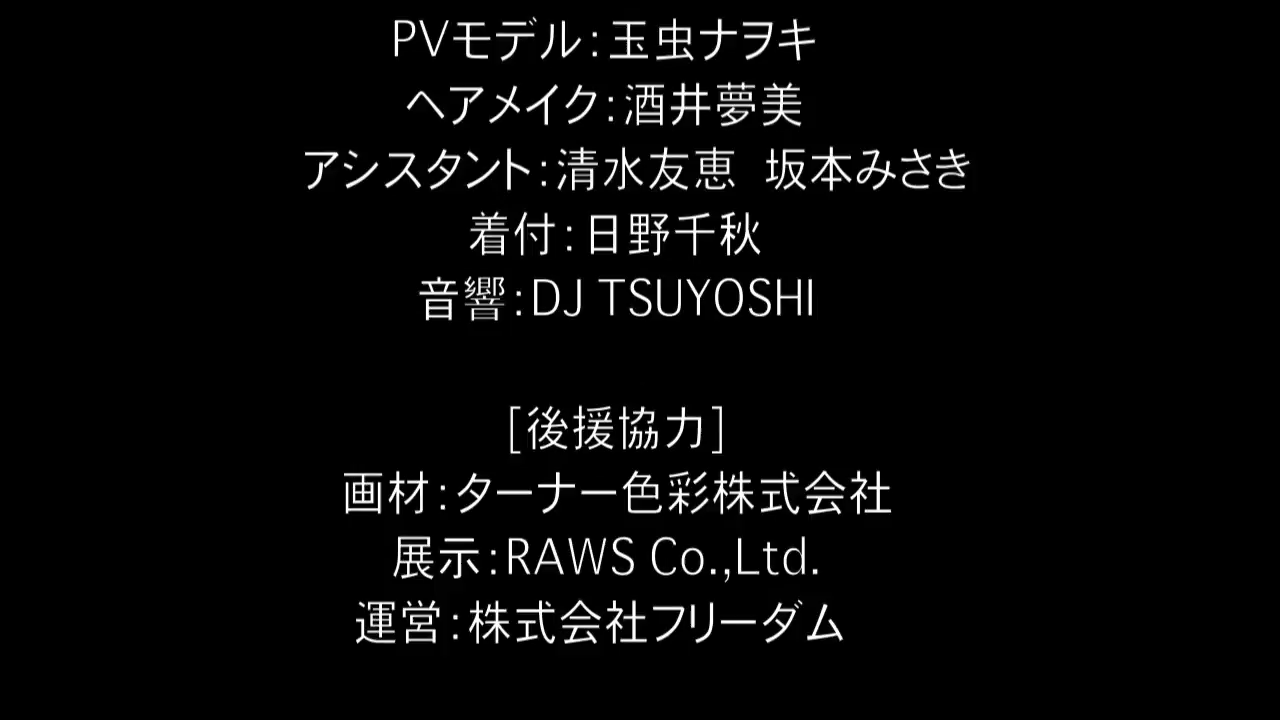 PVモデル：玉虫ナヲキ
ヘアメイク：酒井夢美
アシスタント：清水友恵　坂本みさき
着付：日野千秋
音響：DJ TSUYOSHI
[後援協力]
画材：ターナー色彩株式会社
展示：RAWS Co.,Ltd.
運営：株式会社フリーダム